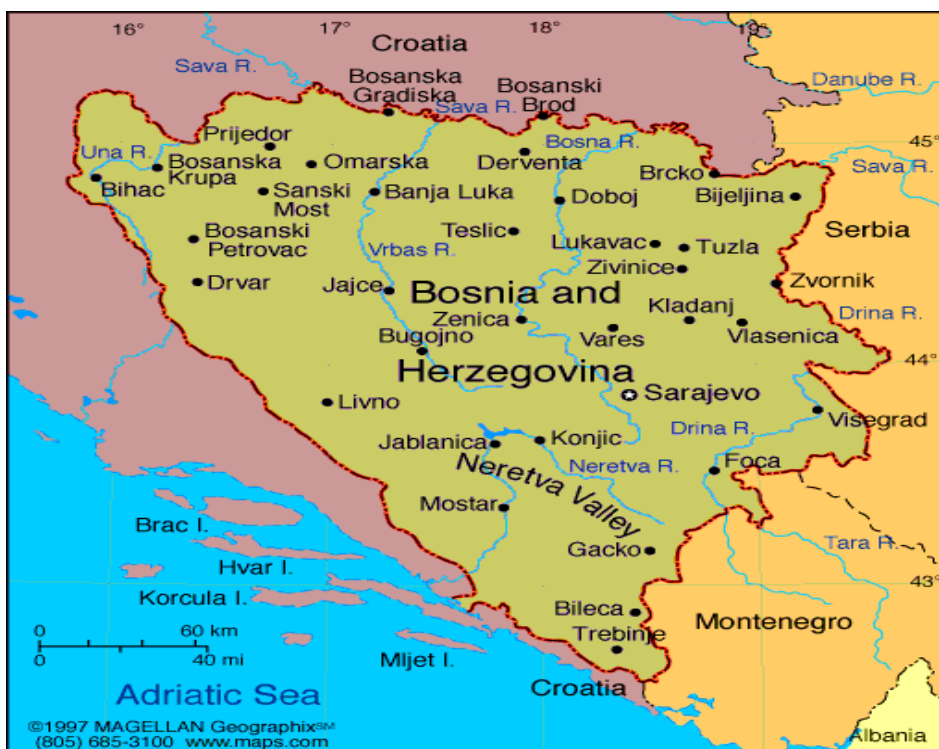 16°
17°
18°
19°
Croatia
Sava R.
Bosanska
Gradiska
Sava R.
Bosanski
Brod
Danube R.
Prijedor
Una R.
Bosanska
Krupa
Omarska
Derventa
Bosna R.
45°
Brcko
Sava R.
Bihac
Sanski
Most
Banja Luka
Doboj
Bijeljina
Bosanski
Petrovac
Vrbas R.
Teslic
Lukavac
Tuzla
Serbia
Drvar
Jajce
Zivinice
Zvornik
Bosnia and
Herzegovina
Zenica
Kladanj
Drina R.
Bugojno
Vares
Vlasenica
44°
Livno
Sarajevo
Drina R.
Visegrad
Jablanica
Konjic
Neretva R.
Foca
Neretva Valley
Mostar
Brac I.
Gacko
Tara R.
Hvar I.
43°
Korcula I.
Bileca
Montenegro
0 60 km
0 40 mi
Trebinje
Mljet I.
Adriatic Sea
Croatia
©1997 MAGELLAN Geographix℠
(805) 685-3100 www.maps.com
Albania